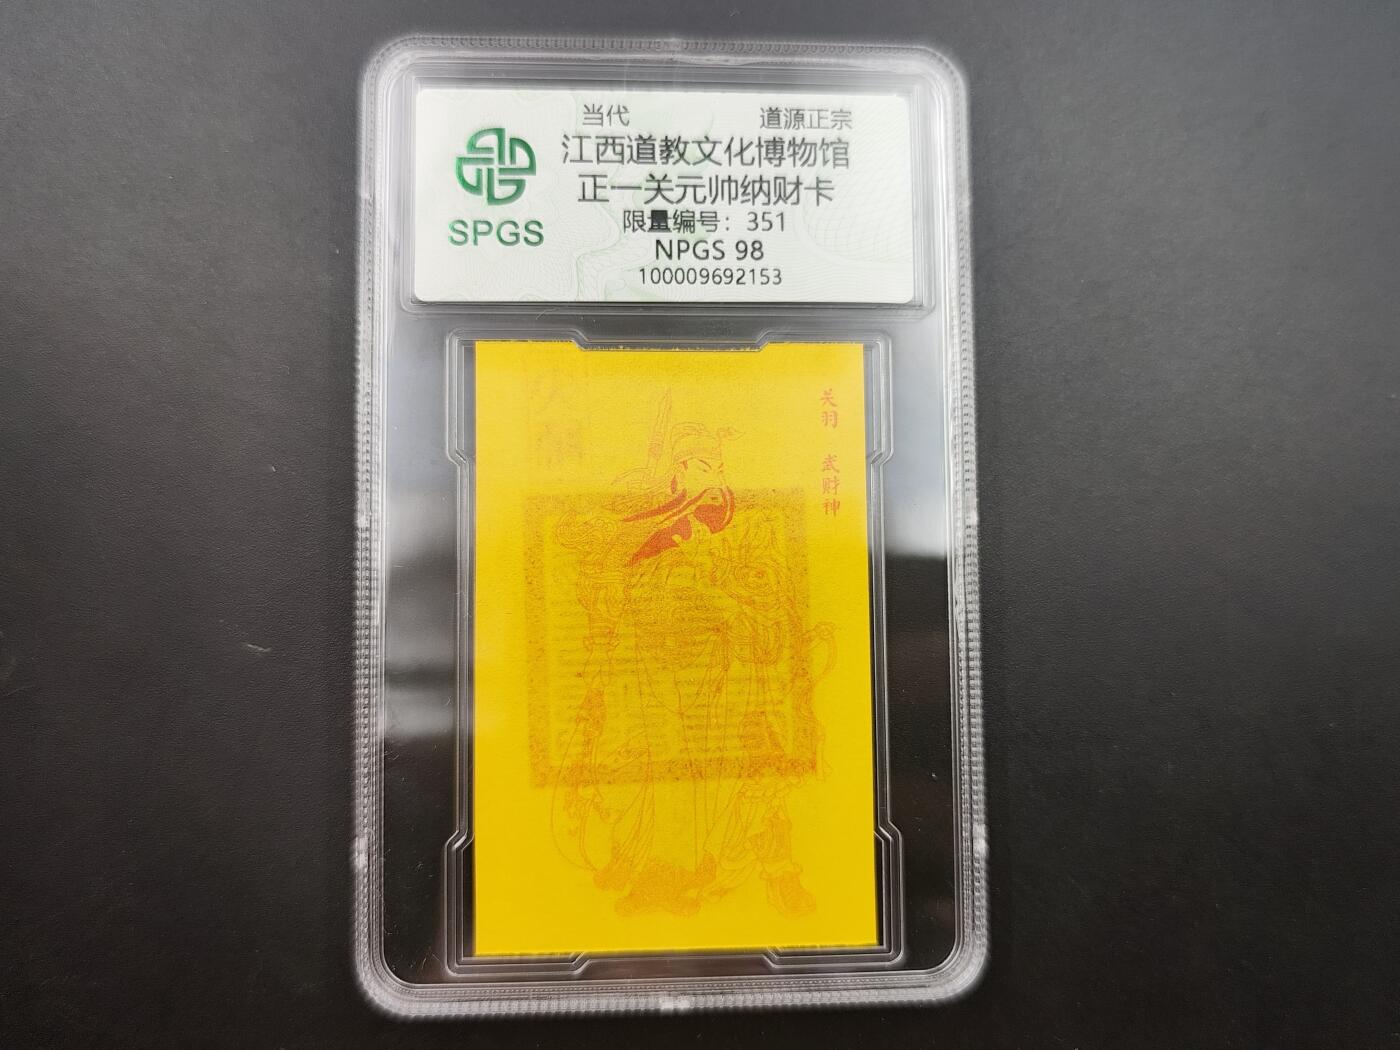 当代 道源正宗
江西道教文化博物馆
正一关元帅纳财卡
限量编号：351
NPGS 98
100009692153
SPGS
关羽 武财神